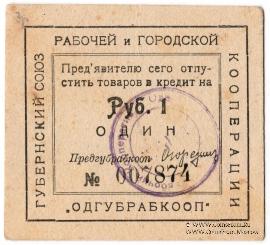 РАБОЧЕЙ и ГОРОДСКОЙ
ГУБЕРНСКИЙ СОЮЗ
КООПЕРАЦИИ
Пред'явителю сего отпу-
стить товаров в кредит на
Руб. 1
ОДИН
Предгубрабкооп
№ 007874
"ОДГУБРАБКООП"